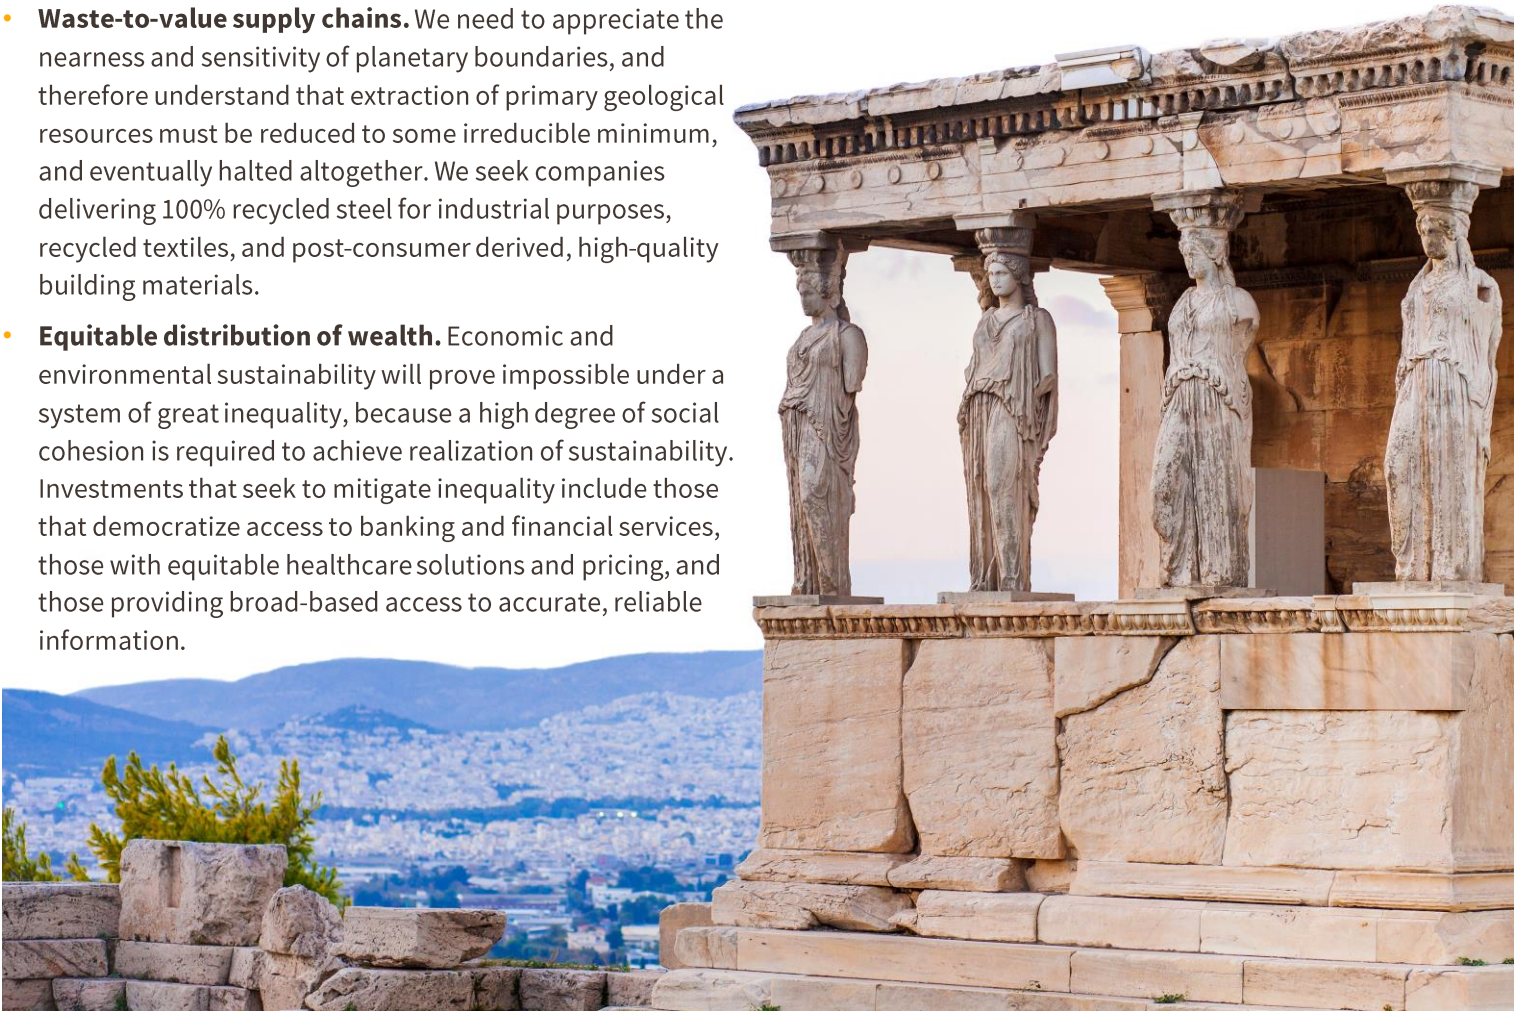 • Waste-to-value supply chains. We need to appreciate the
nearness and sensitivity of planetary boundaries, and
therefore understand that extraction of primary geological
resources must be reduced to some irreducible minimum,
and eventually halted altogether. We seek companies
delivering 100% recycled steel for industrial purposes,
recycled textiles, and post-consumer derived, high-quality
building materials.
• Equitable distribution of wealth. Economic and
environmental sustainability will prove impossible under a
system of great inequality, because a high degree of social
cohesion is required to achieve realization of sustainability.
Investments that seek to mitigate inequality include those
that democratize access to banking and financial services,
those with equitable healthcare solutions and pricing, and
those providing broad-based access to accurate, reliable
information.